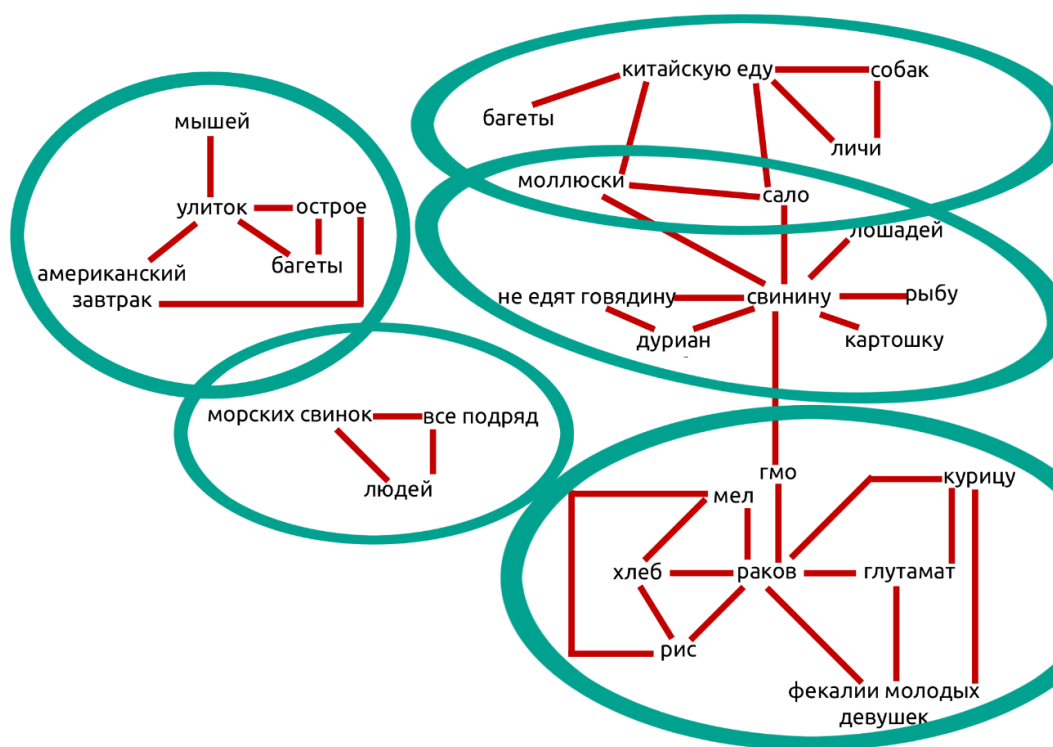 китайскую еду
собак
багеты
личи
мышей
моллюски
сало
улиток
острое
лошадей
багеты
американский
завтрак
не едят говядину
свинину
рыбу
дуриан
картошку
морских свинок
все подряд
людей
гмо
курицу
мел
хлеб
раков
глутамат
рис
фекалии молодых
девушек